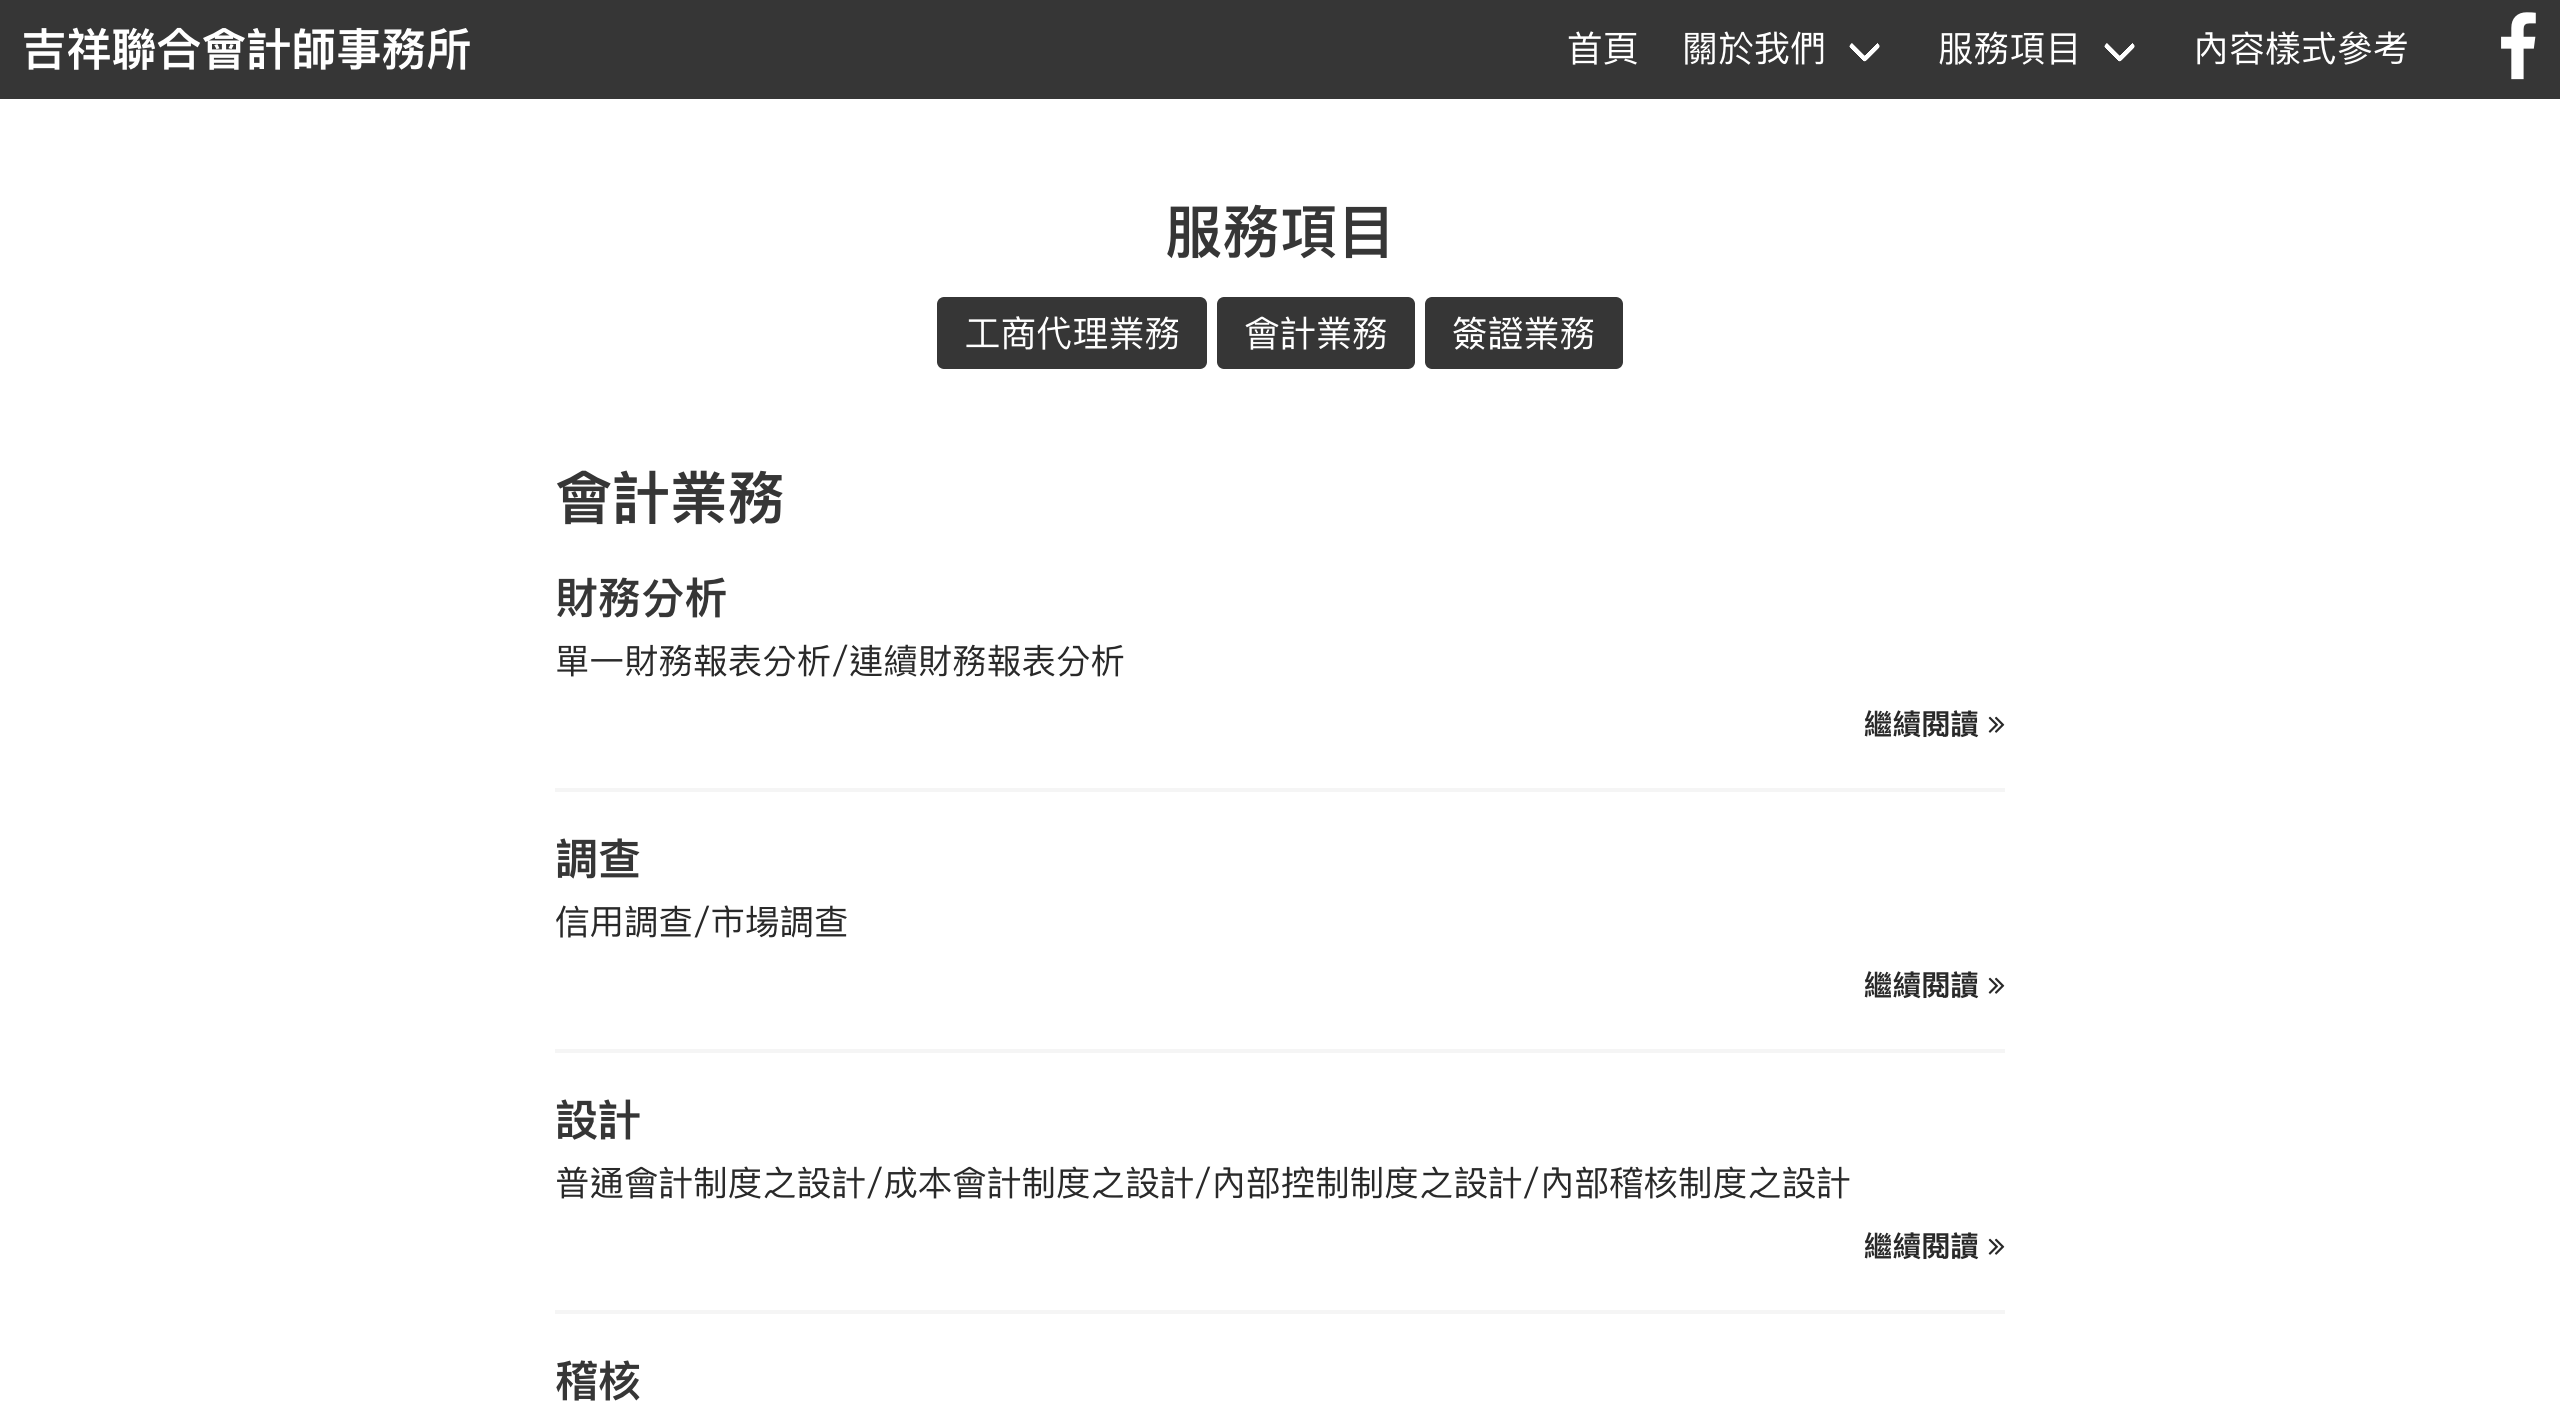 吉祥聯合會計師事務所
首頁 關於我們 服務項目 內容樣式參考
服務項目
工商代理業務 會計業務 簽證業務
會計業務
財務分析
單一財務報表分析/連續財務報表分析
繼續閱讀 »
調查
信用調查/市場調查
繼續閱讀 »
設計
普通會計制度之設計/成本會計制度之設計/內部控制制度之設計/內部稽核制度之設計
繼續閱讀 »
稽核